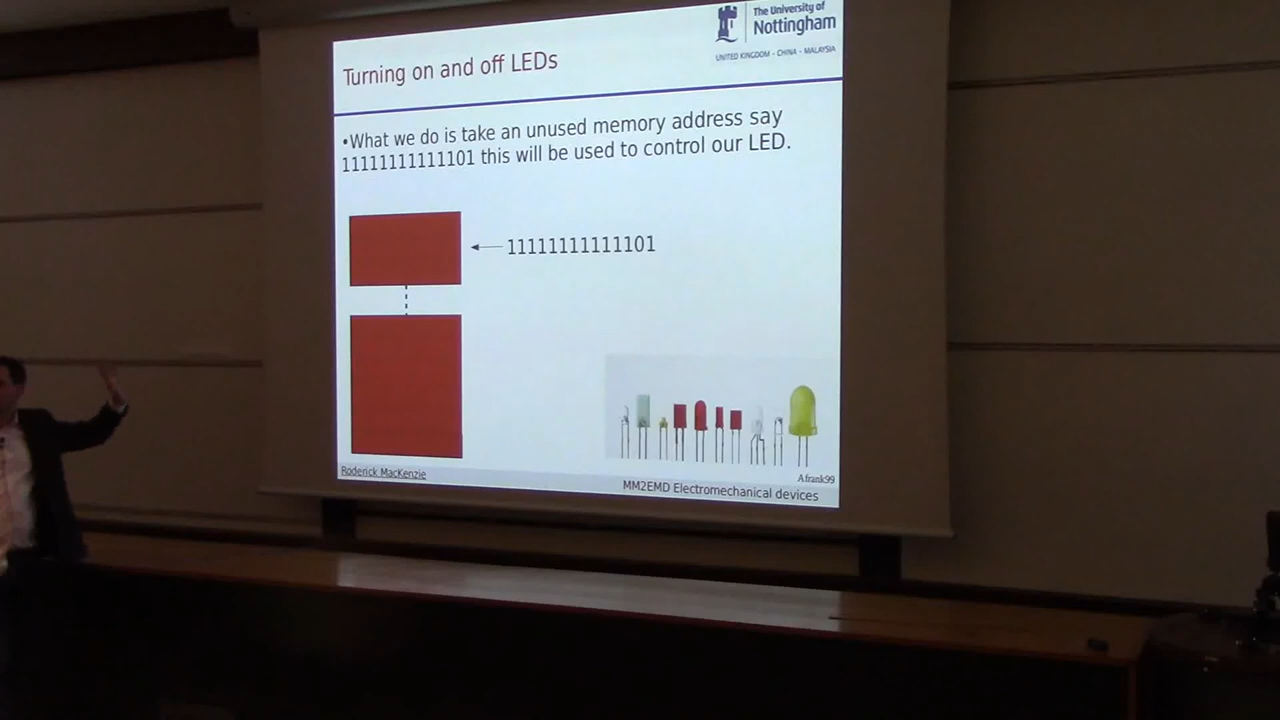 The University of
Nottingham
UNITED KINGDOM · CHINA · MALAYSIA
Turning on and off LEDs
•What we do is take an unused memory address say
11111111111101 this will be used to control our LED.
11111111111101
Roderick MacKenzie
Afrank99
MM2EMD Electromechanical devices